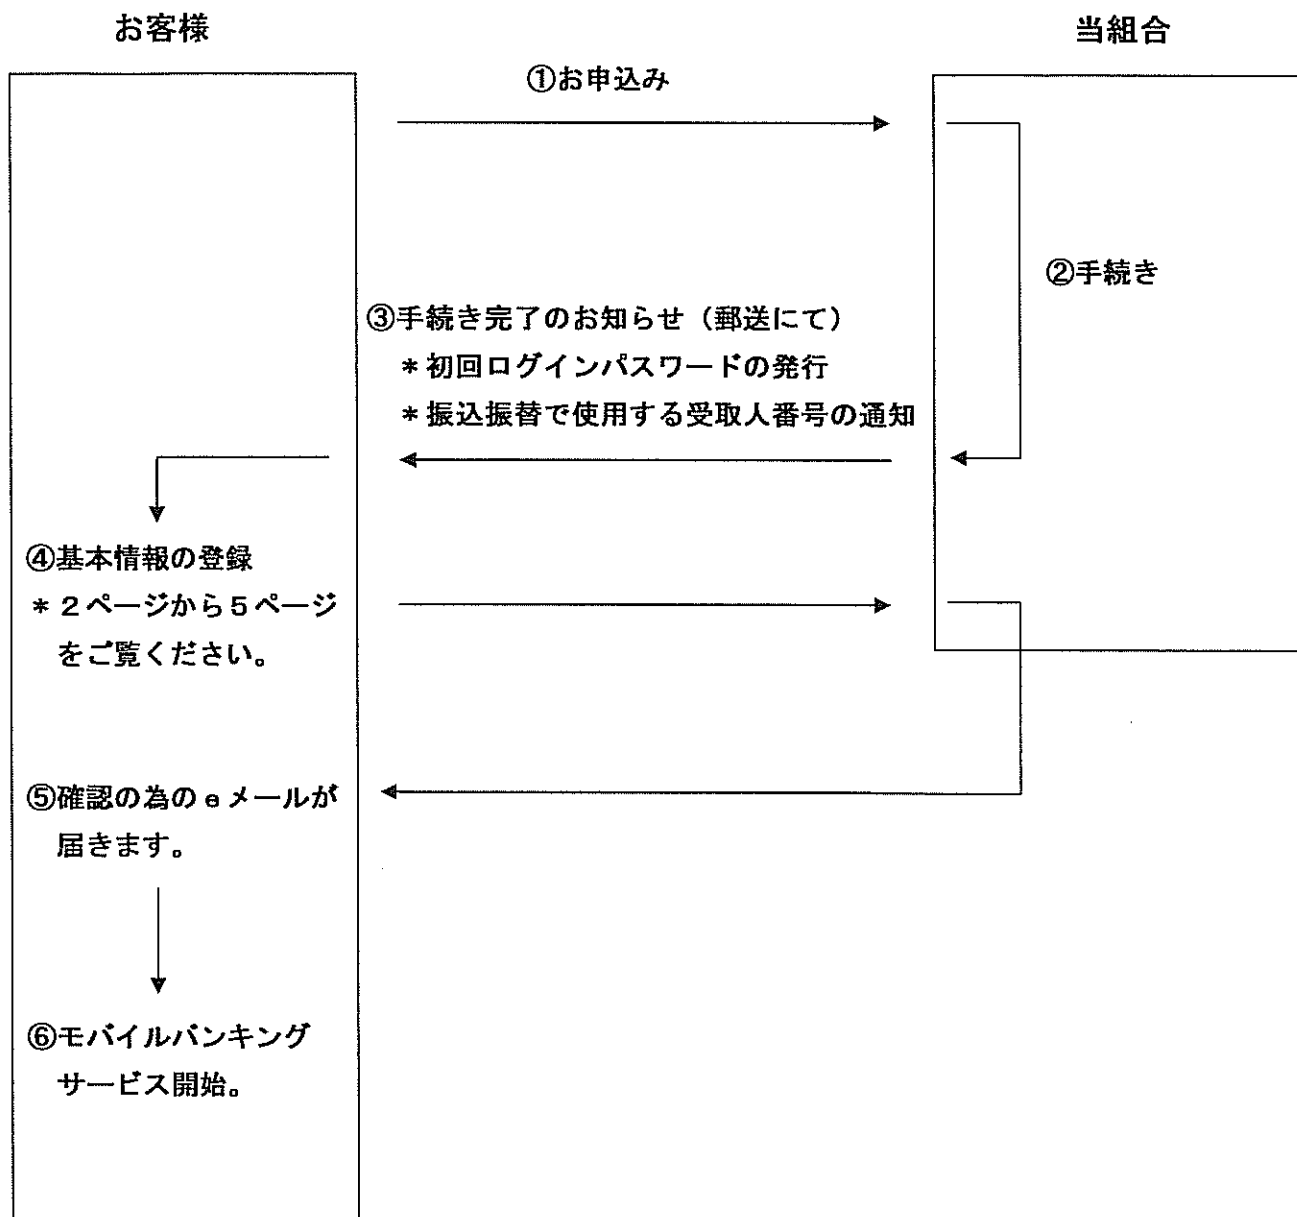 お客様
当組合
①お申込み
②手続き
③手続き完了のお知らせ（郵送にて）
＊初回ログインパスワードの発行
＊振込振替で使用する受取人番号の通知
④基本情報の登録
＊２ページから５ページ
をご覧ください。
⑤確認の為のｅメールが
届きます。
⑥モバイルバンキング
サービス開始。